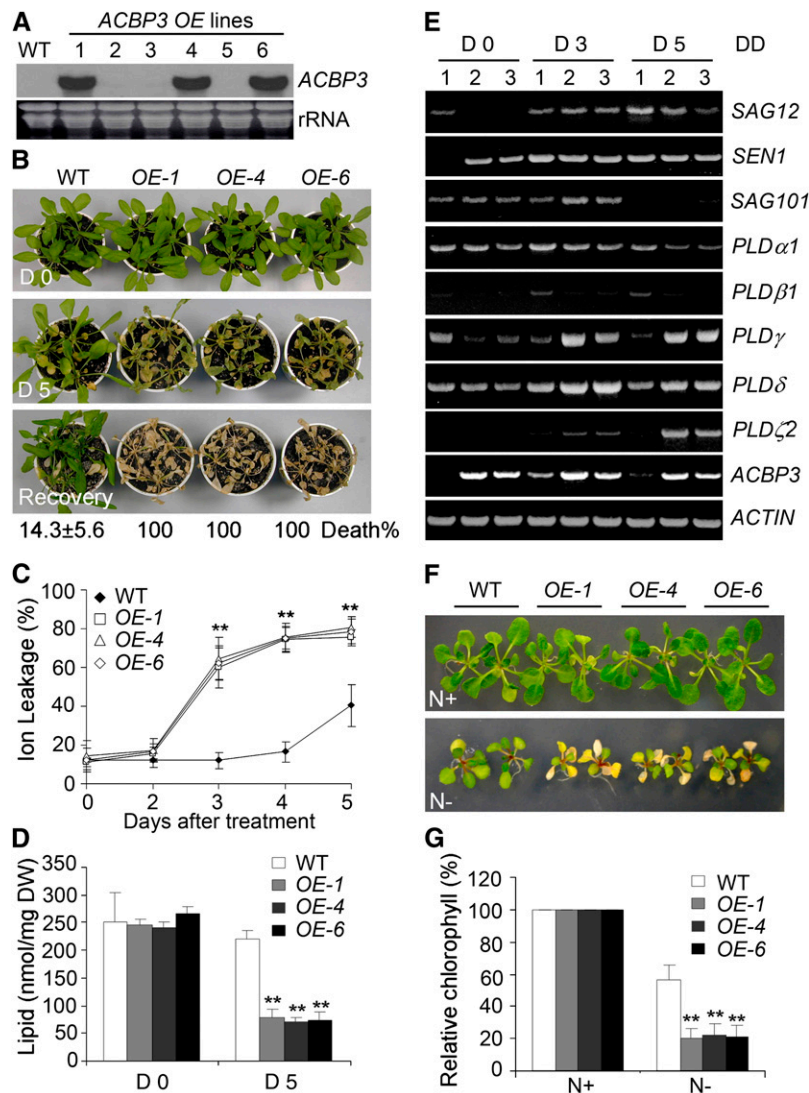 A
ACBP3 OE lines
WT 1 2 3 4 5 6
ACBP3
rRNA
B
WT OE-1 OE-4 OE-6
D 0
D 5
Recovery
14.3±5.6 100 100 100 Death%
C
WT
OE-1
OE-4
OE-6
** ** **
Ion Leakage (%)
100
80
60
40
20
0
0 2 3 4 5
Days after treatment
D
WT
OE-1
OE-4
OE-6
Lipid (nmol/mg DW)
350
300
250
200
150
100
50
0
** ** **
D 0 D 5
E
D 0 D 3 D 5 DD
1 2 3 1 2 3 1 2 3
SAG12
SEN1
SAG101
PLDα1
PLDβ1
PLDγ
PLDδ
PLDζ2
ACBP3
ACTIN
F
WT OE-1 OE-4 OE-6
N+
N-
G
WT
OE-1
OE-4
OE-6
Relative chlorophyll (%)
120
100
80
60
40
20
0
** ** **
N+ N-